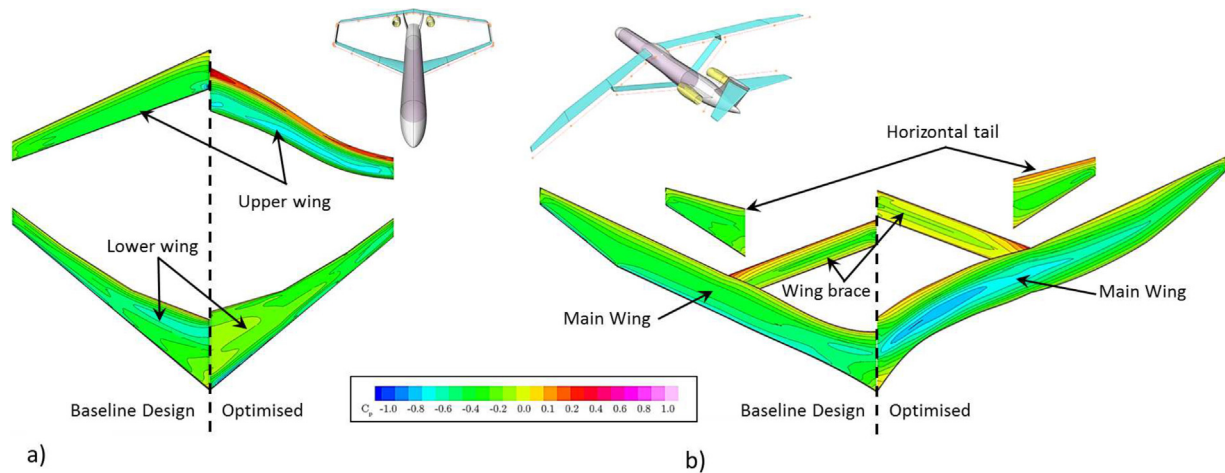 Horizontal tail
Upper wing
Lower wing
Main Wing
Wing brace
Main Wing
Cp -1.0 -0.8 -0.6 -0.4 -0.2 0.0 0.1 0.2 0.4 0.6 0.8 1.0
Baseline Design Optimised
Baseline Design Optimised
a)
b)